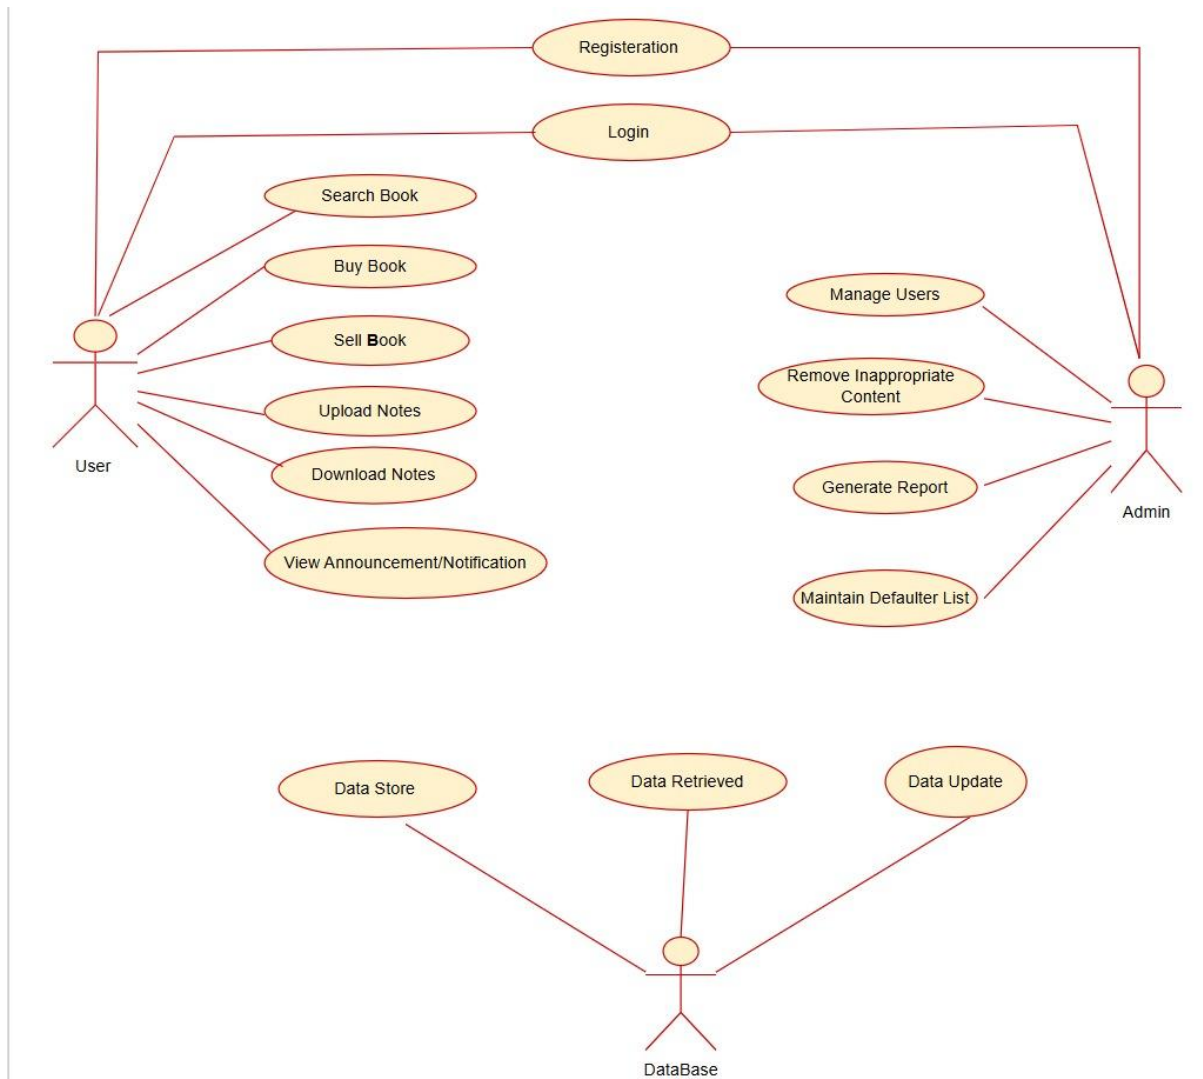 Registeration
Login
Search Book
Buy Book
Manage Users
Sell Book
Remove Inappropriate
Content
Upload Notes
User
Download Notes
Generate Report
Admin
View Announcement/Notification
Maintain Defaulter List
Data Store
Data Retrieved
Data Update
DataBase